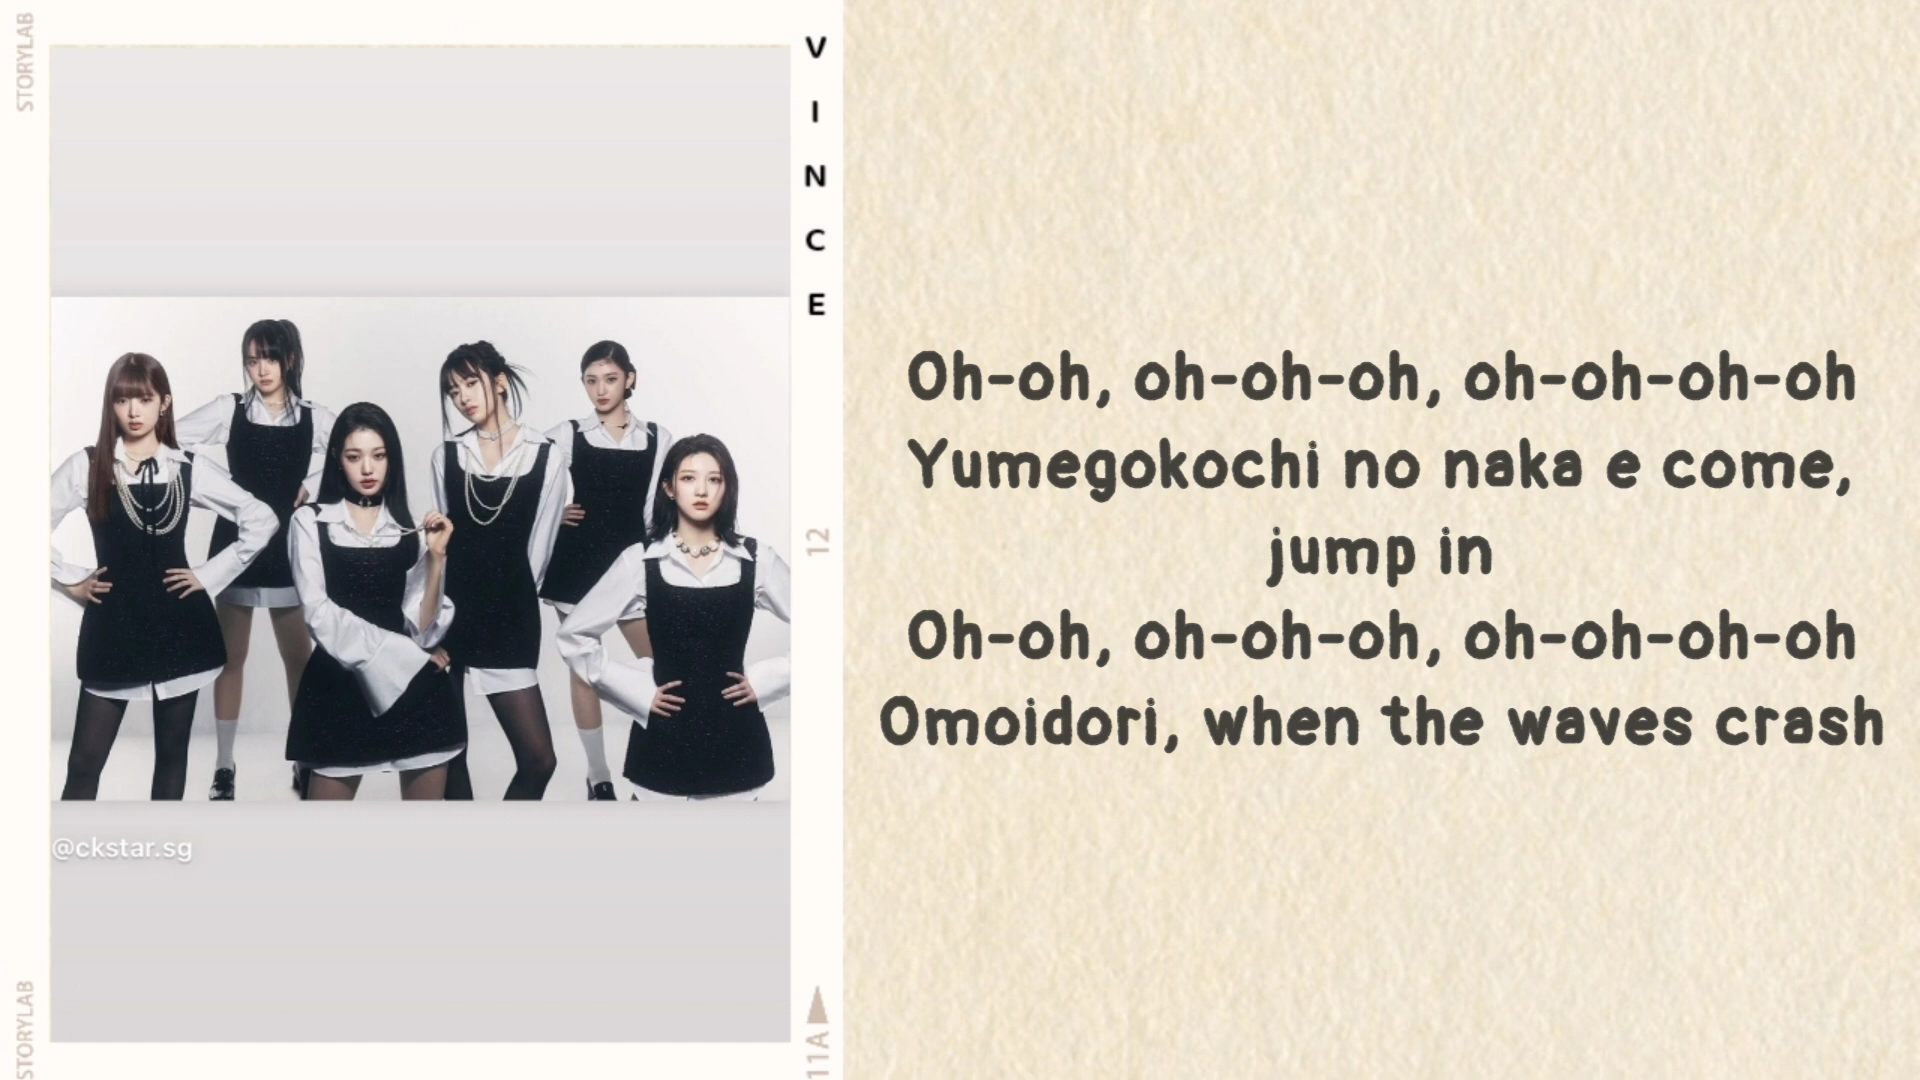 STORYLAB
V
I
N
C
E
12
@ckstar.sg
STORYLAB
11A
Oh-oh, oh-oh-oh, oh-oh-oh-oh
Yumegokochi no naka e come,
jump in
Oh-oh, oh-oh-oh, oh-oh-oh-oh
Omoidori, when the waves crash